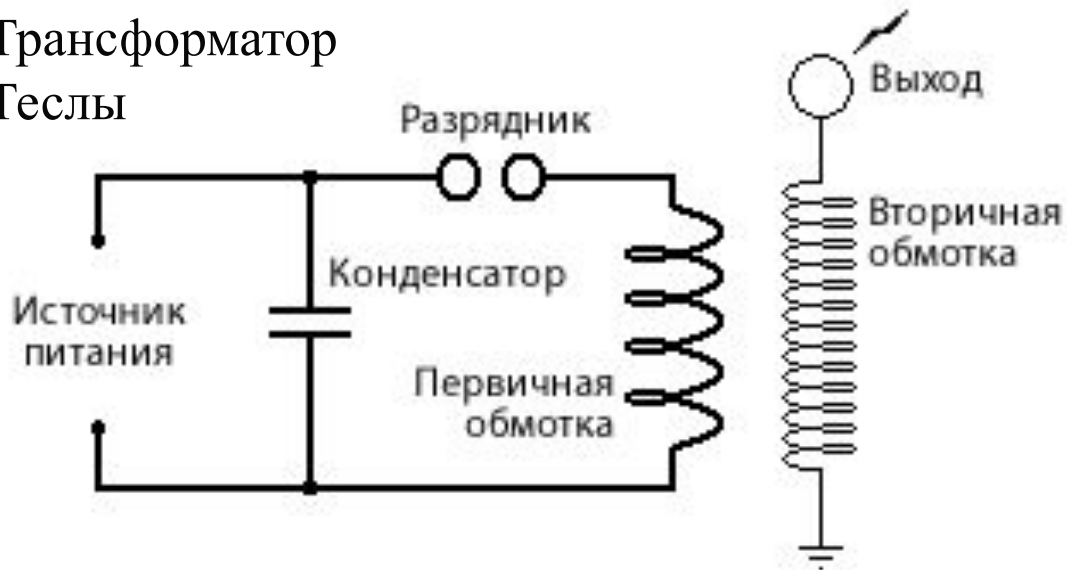 Трансформатор
Теслы
Разрядник
Выход
Вторичная
обмотка
Конденсатор
Источник
питания
Первичная
обмотка